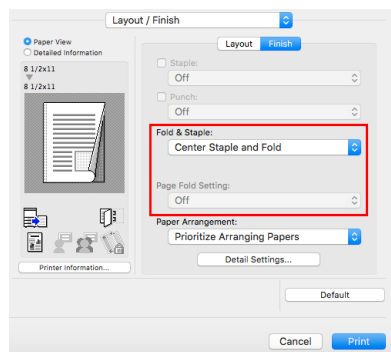 Layout / Finish
Paper View
Detailed Information
8 1/2x11
8 1/2x11
Printer Information...
Layout Finish
Staple:
Off
Punch:
Off
Fold & Staple:
Center Staple and Fold
Page Fold Setting:
Off
Paper Arrangement:
Prioritize Arranging Papers
Detail Settings...
Default
Cancel Print